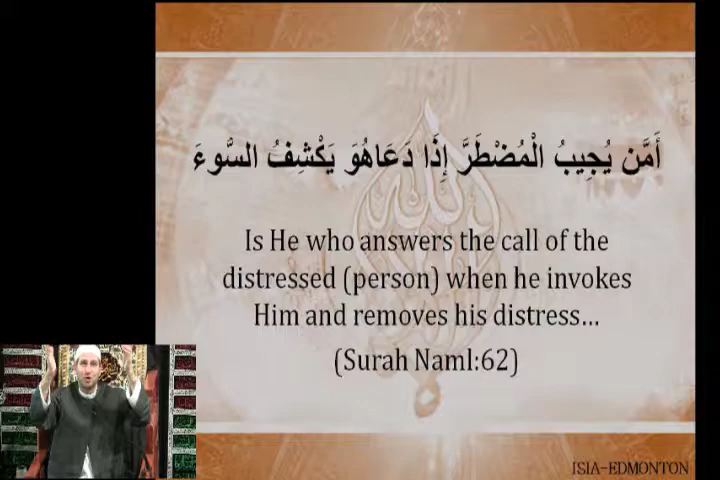 أَمَّن يُجِيبُ الْمُضْطَرَّ إِذَا دَعَاهُوَ يَكْشِفُ السُّوءَ
Is He who answers the call of the
distressed (person) when he invokes
Him and removes his distress...
(Surah Naml:62)
ISIA-EDMONTON